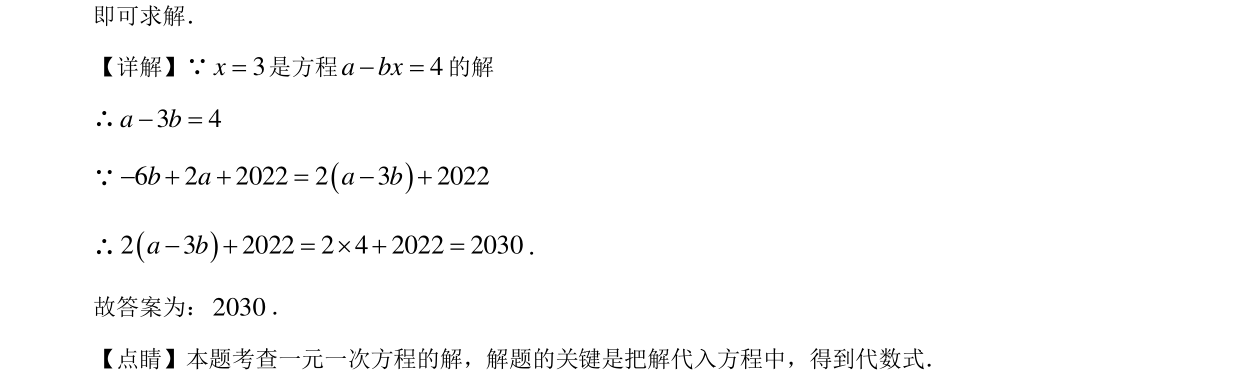 即可求解．
【详解】∵ x = 3是方程a − bx = 4 的解
∴ a − 3b = 4
∵ −6b + 2a + 2022 = 2(a − 3b) + 2022
∴ 2(a − 3b) + 2022 = 2 × 4 + 2022 = 2030．
故答案为：2030．
【点睛】本题考查一元一次方程的解，解题的关键是把解代入方程中，得到代数式．